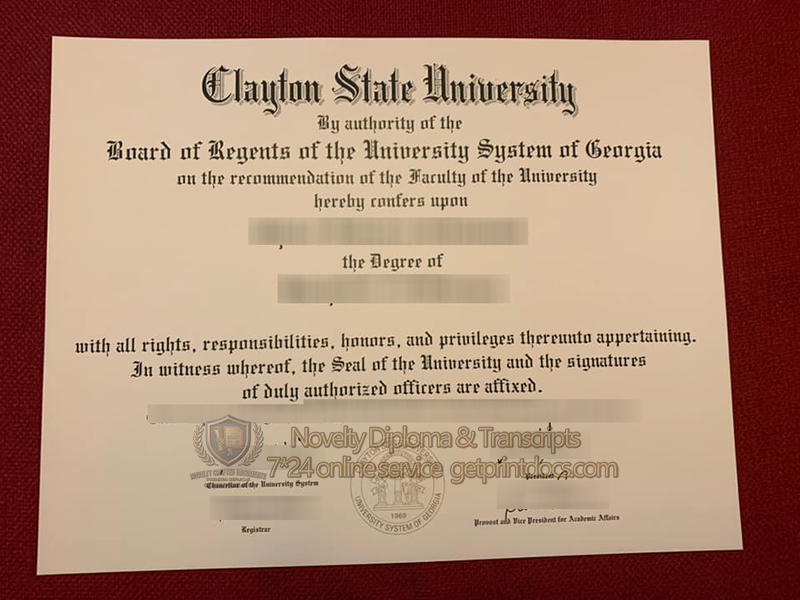 Clayton State University
By authority of the
Board of Regents of the University System of Georgia
on the recommendation of the Faculty of the University
hereby confers upon
the Degree of
with all rights, responsibilities, honors, and privileges thereunto appertaining.
In witness whereof, the Seal of the University and the signatures
of duly authorized officers are affixed.
Novelty Diploma & Transcripts
7*24 online service getprintdocs.com
Chancellor of the University System
1969
UNIVERSITY SYSTEM OF GEORGIA
Provost and Vice President for Academic Affairs
Registrar